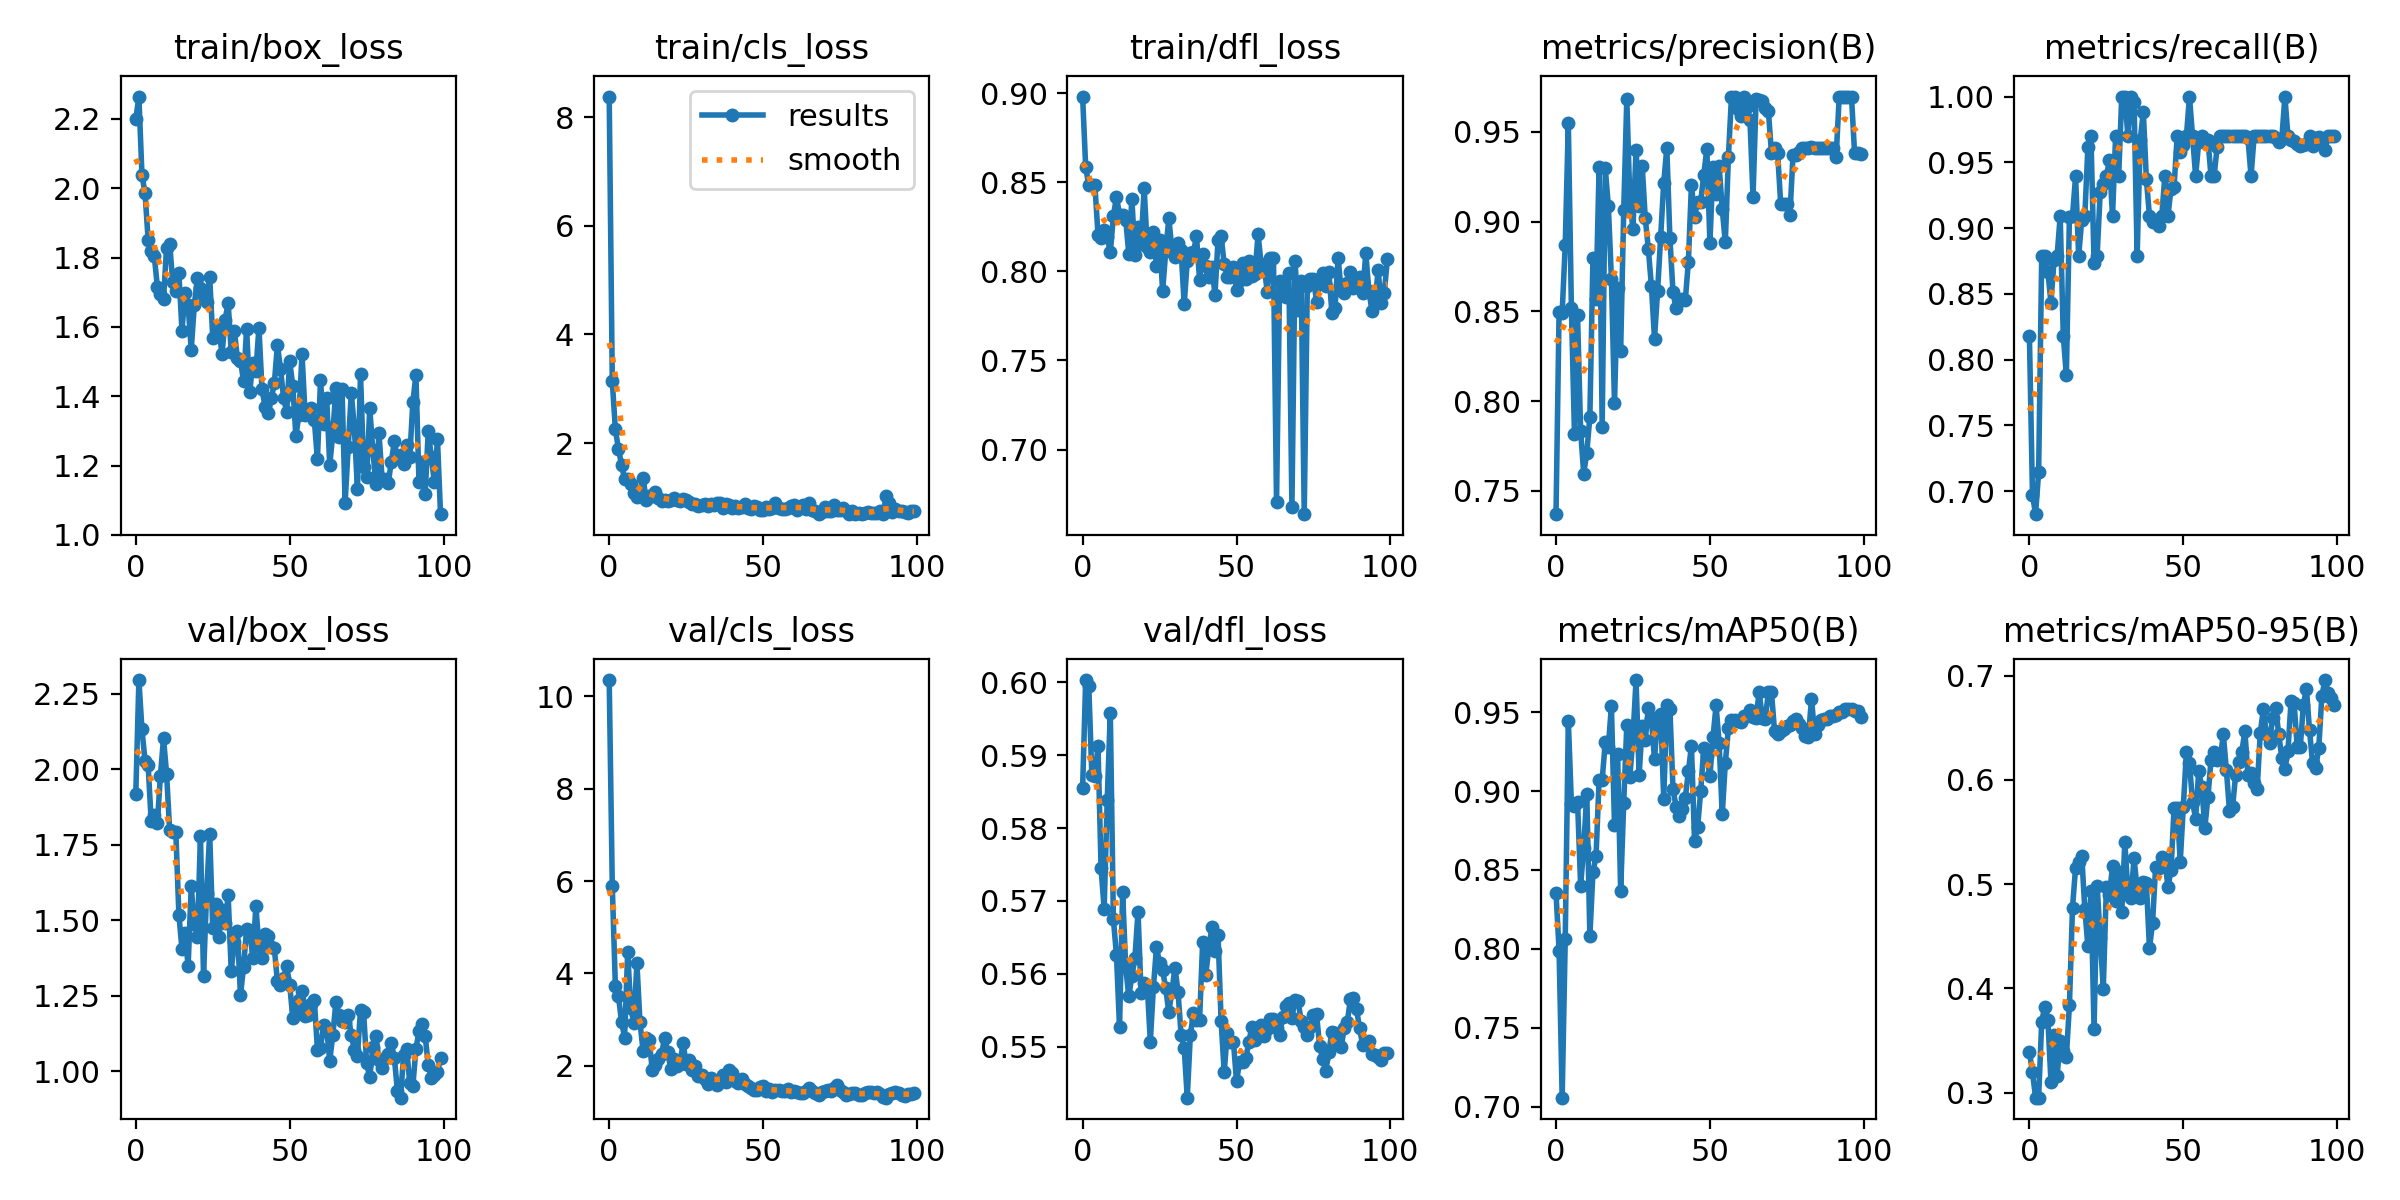 train/box_loss
train/cls_loss
train/dfl_loss
metrics/precision(B)
metrics/recall(B)
2.2
2.0
1.8
1.6
1.4
1.2
1.0
0 50 100
8
6
4
2
0 50 100
results
smooth
0.90
0.85
0.80
0.75
0.70
0 50 100
0.95
0.90
0.85
0.80
0.75
0 50 100
1.00
0.95
0.90
0.85
0.80
0.75
0.70
0 50 100
val/box_loss
val/cls_loss
val/dfl_loss
metrics/mAP50(B)
metrics/mAP50-95(B)
2.25
2.00
1.75
1.50
1.25
1.00
0 50 100
10
8
6
4
2
0 50 100
0.60
0.59
0.58
0.57
0.56
0.55
0 50 100
0.95
0.90
0.85
0.80
0.75
0.70
0 50 100
0.7
0.6
0.5
0.4
0.3
0 50 100